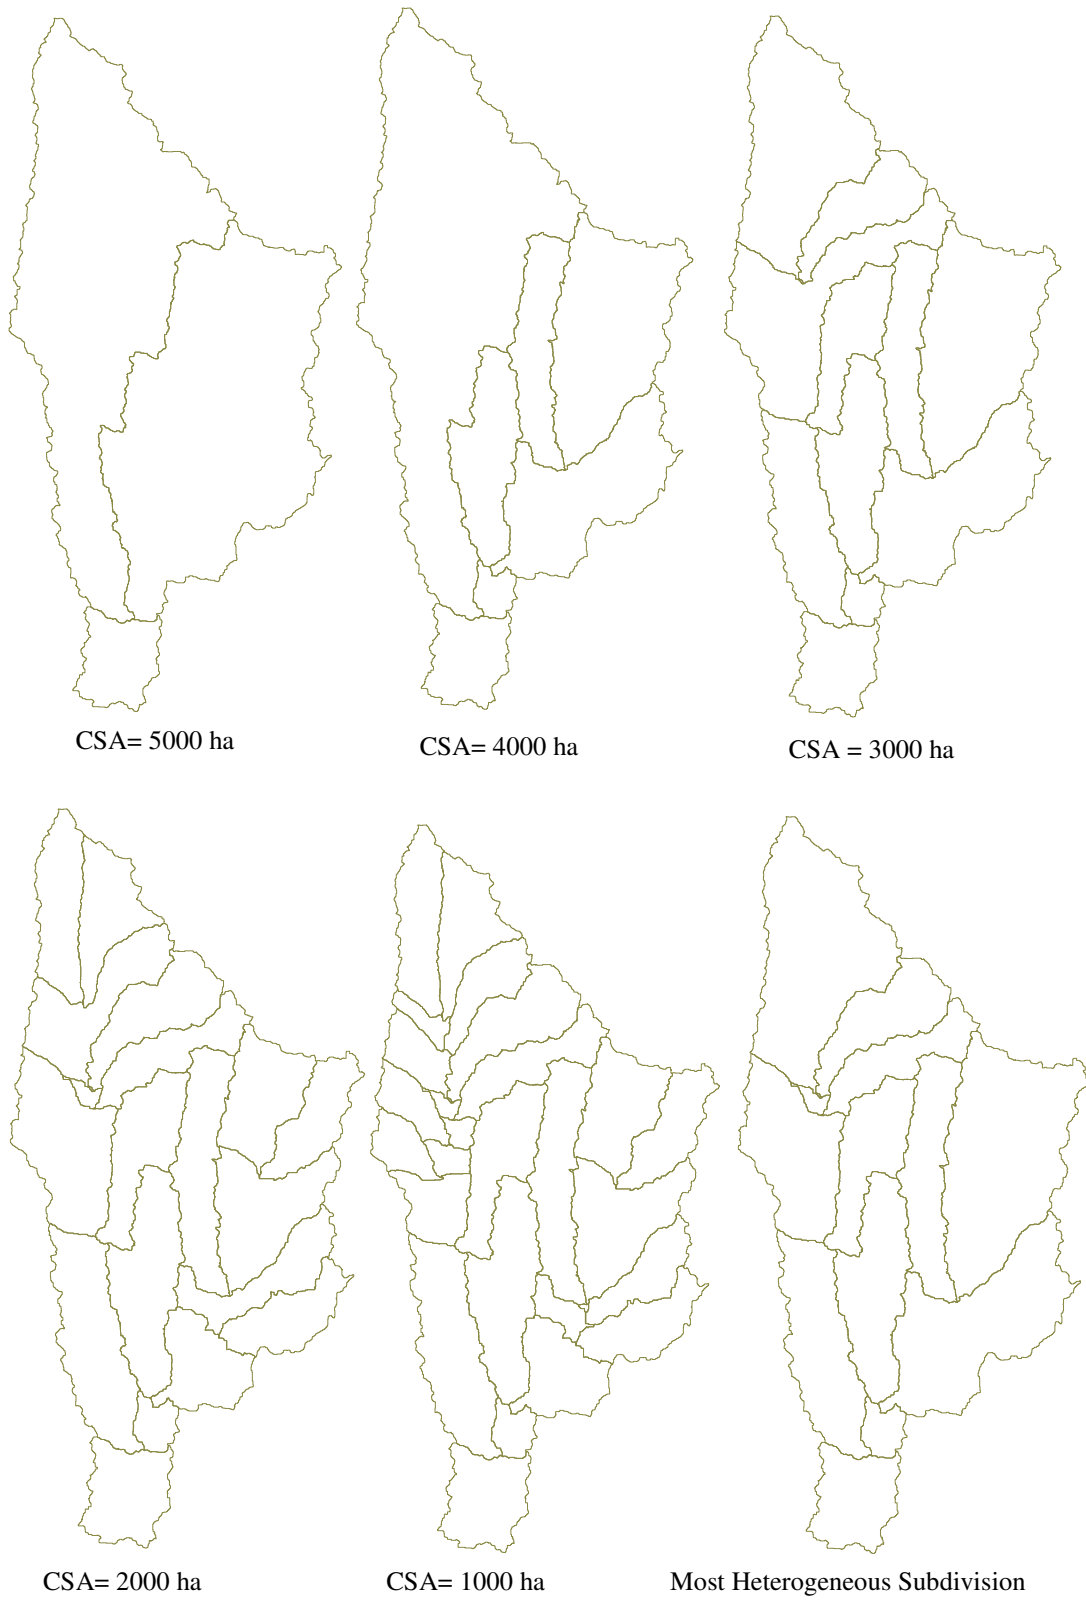 CSA= 5000 ha
CSA= 4000 ha
CSA = 3000 ha
CSA= 2000 ha
CSA= 1000 ha
Most Heterogeneous Subdivision